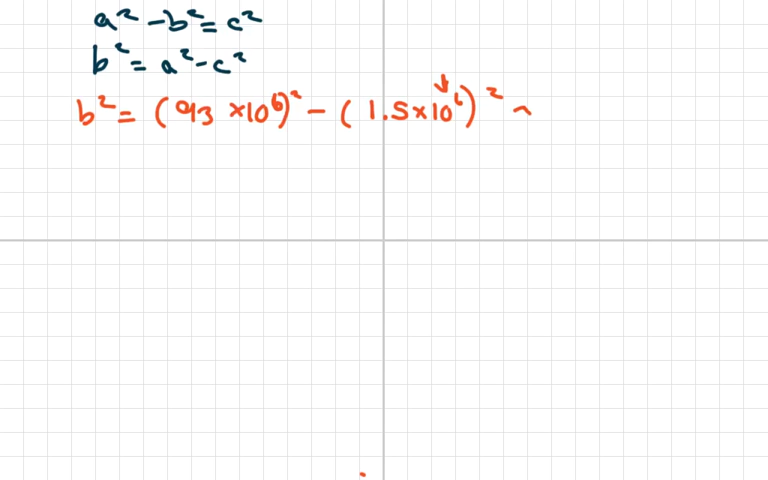 a² - b² = c²
b² = a² - c²
b² = (93 × 10⁶)² - (1.5 × 10⁶)² ~